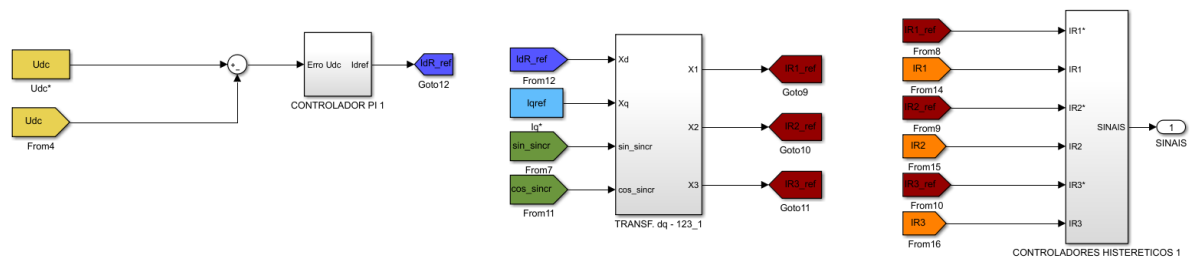 Udc
Udc*
Udc
From4
+
-
Erro Udc
Idref
CONTROLADOR PI 1
IdR_ref
Goto12
IdR_ref
From12
Iqref
Iq*
sin_sincr
From7
cos_sincr
From11
Xd
Xq
sin_sincr
cos_sincr
X1
X2
X3
TRANSF. dq - 123_1
IR1_ref
Goto9
IR2_ref
Goto10
IR3_ref
Goto11
IR1_ref
From8
IR1
From14
IR2_ref
From9
IR2
From15
IR3_ref
From10
IR3
From16
IR1*
IR1
IR2*
IR2
IR3*
IR3
SINAIS
CONTROLADORES HISTERETICOS 1
1
SINAIS